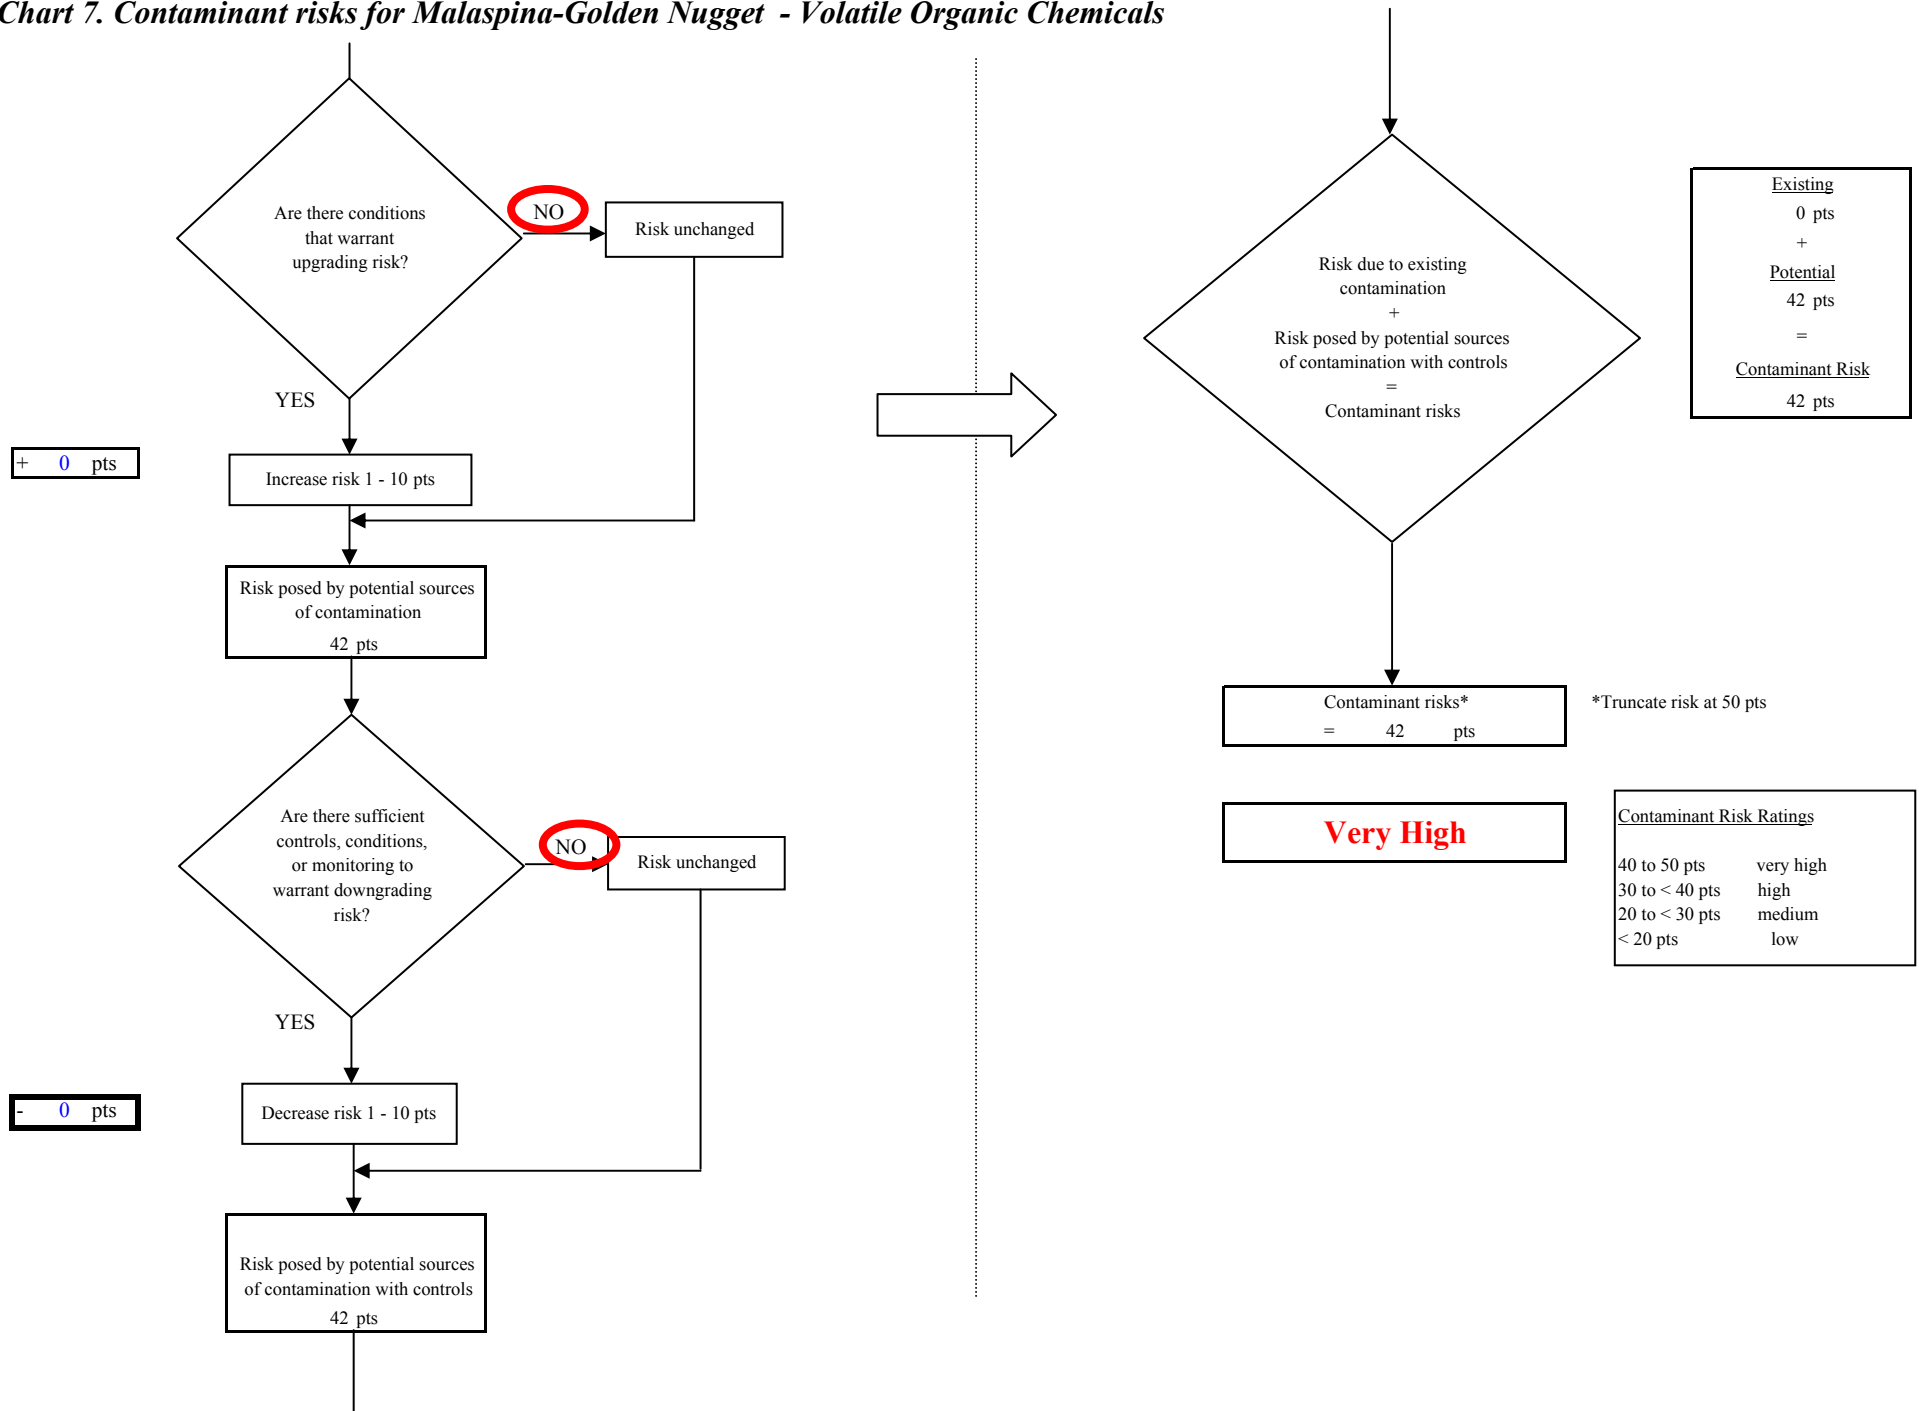 Chart 7. Contaminant risks for Malaspina-Golden Nugget - Volatile Organic Chemicals
Are there conditions
that warrant
upgrading risk?
NO
Risk unchanged
YES
+ 0 pts
Increase risk 1 - 10 pts
Risk posed by potential sources
of contamination
42 pts
Are there sufficient
controls, conditions,
or monitoring to
warrant downgrading
risk?
NO
Risk unchanged
YES
- 0 pts
Decrease risk 1 - 10 pts
Risk posed by potential sources
of contamination with controls
42 pts
Risk due to existing
contamination
+
Risk posed by potential sources
of contamination with controls
=
Contaminant risks
Existing
0 pts
+
Potential
42 pts
=
Contaminant Risk
42 pts
Contaminant risks*
= 42 pts
*Truncate risk at 50 pts
Very High
Contaminant Risk Ratings
40 to 50 pts very high
30 to < 40 pts high
20 to < 30 pts medium
< 20 pts low